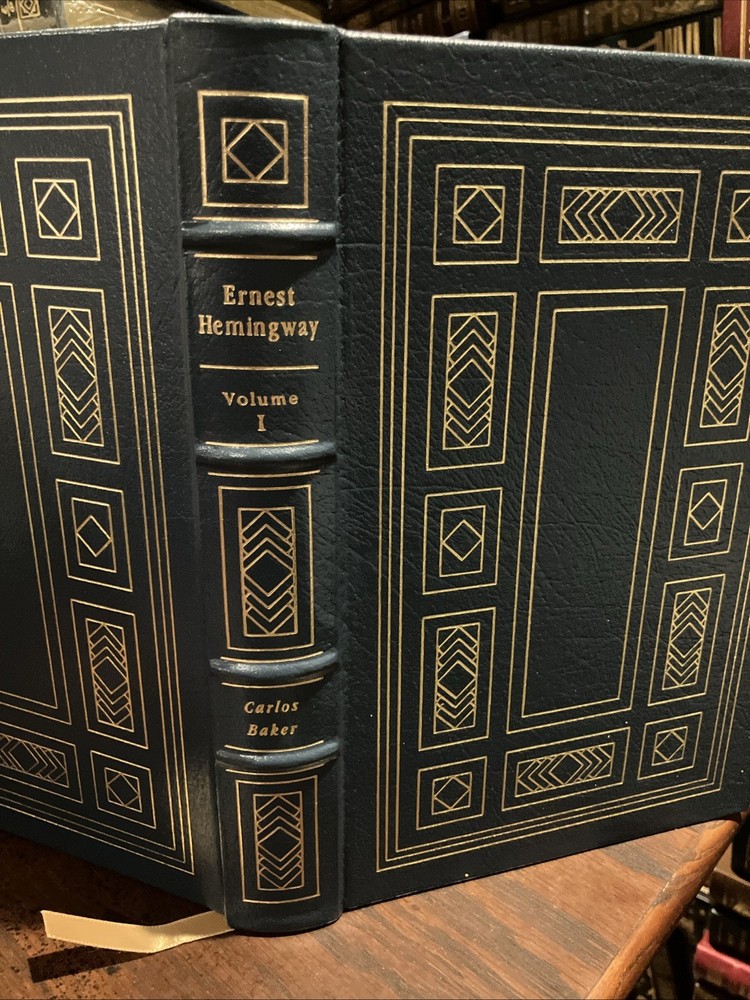 Ernest
Hemingway
Volume
I
Carlos
Baker